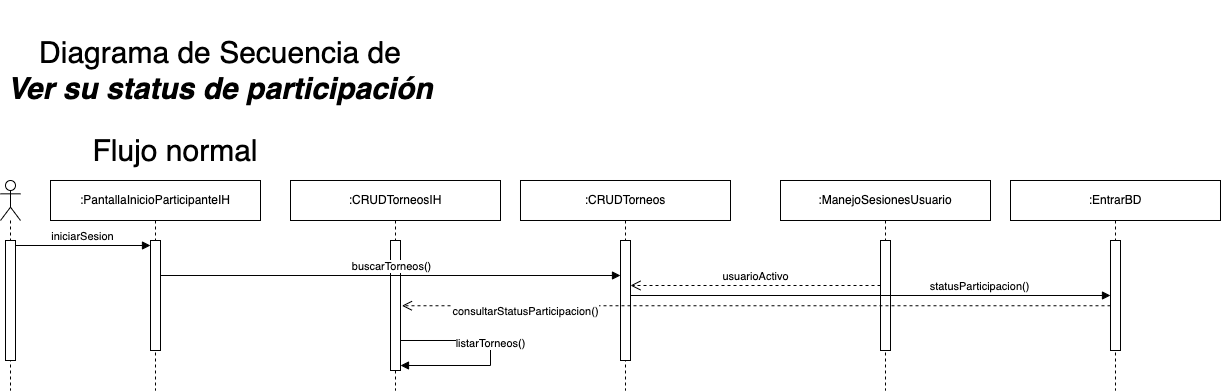 Diagrama de Secuencia de
Ver su status de participación
Flujo normal
:PantallaInicioParticipanteIH
:CRUDTorneosIH
:CRUDTorneos
:ManejoSesionesUsuario
:EntrarBD
iniciarSesion
buscarTorneos()
usuarioActivo
statusParticipacion()
consultarStatusParticipacion()
listarTorneos()